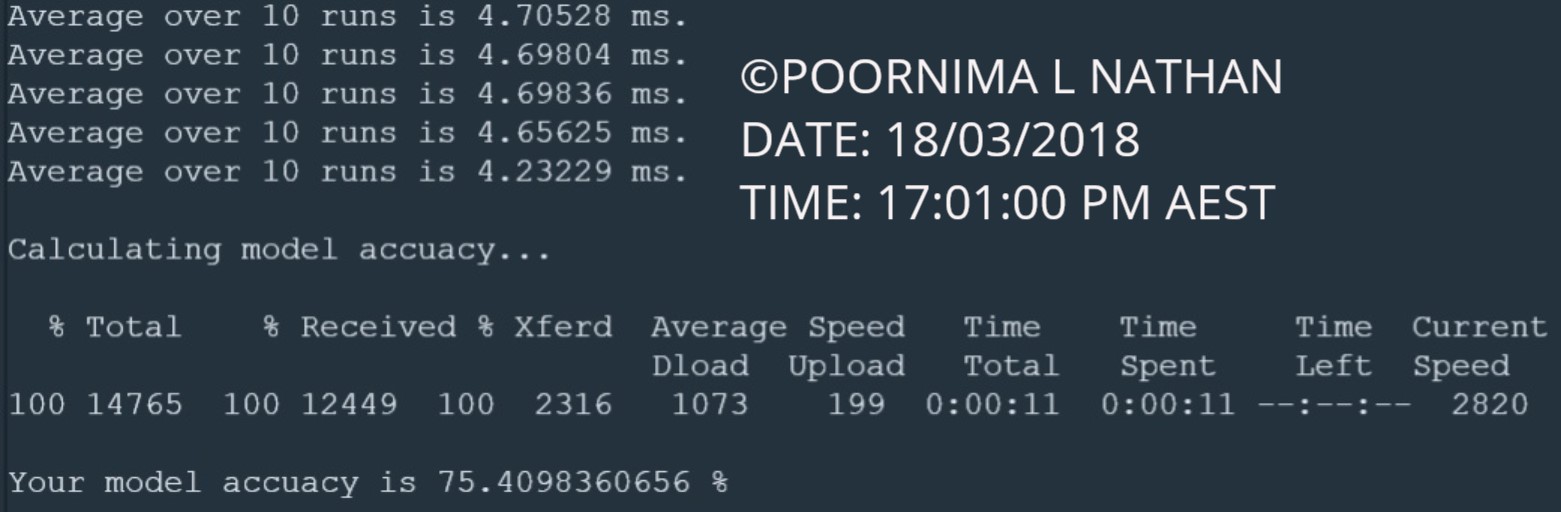 Average over 10 runs is 4.70528 ms.
Average over 10 runs is 4.69804 ms.
Average over 10 runs is 4.69836 ms.
Average over 10 runs is 4.65625 ms.
Average over 10 runs is 4.23229 ms.
©POORNIMA L NATHAN
DATE: 18/03/2018
TIME: 17:01:00 PM AEST
Calculating model accuacy...
% Total % Received % Xferd Average Speed Time Time Time Current
Dload Upload Total Spent Left Speed
100 14765 100 12449 100 2316 1073 199 0:00:11 0:00:11 --:--:-- 2820
Your model accuacy is 75.4098360656 %